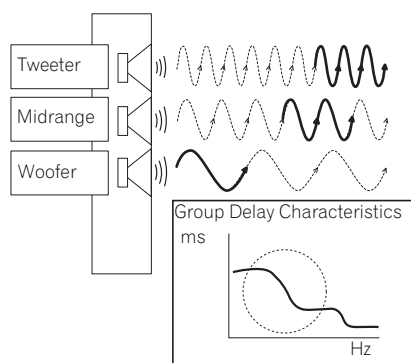 Tweeter
Midrange
Woofer
Group Delay Characteristics
ms
Hz